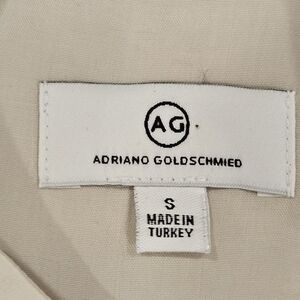 AG
ADRIANO GOLDSCHMIED
S
MADE IN
TURKEY